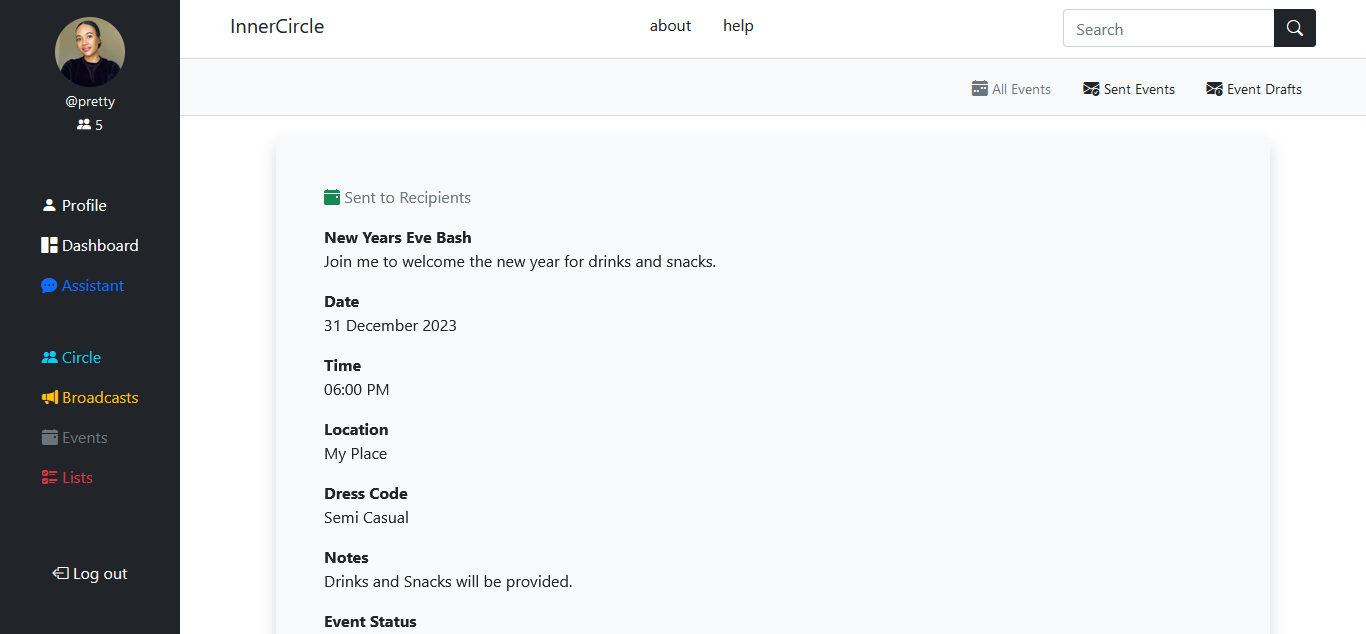 @pretty
5
Profile
Dashboard
Assistant
Circle
Broadcasts
Events
Lists
Log out
InnerCircle
about
help
Search
All Events
Sent Events
Event Drafts
Sent to Recipients
New Years Eve Bash
Join me to welcome the new year for drinks and snacks.
Date
31 December 2023
Time
06:00 PM
Location
My Place
Dress Code
Semi Casual
Notes
Drinks and Snacks will be provided.
Event Status